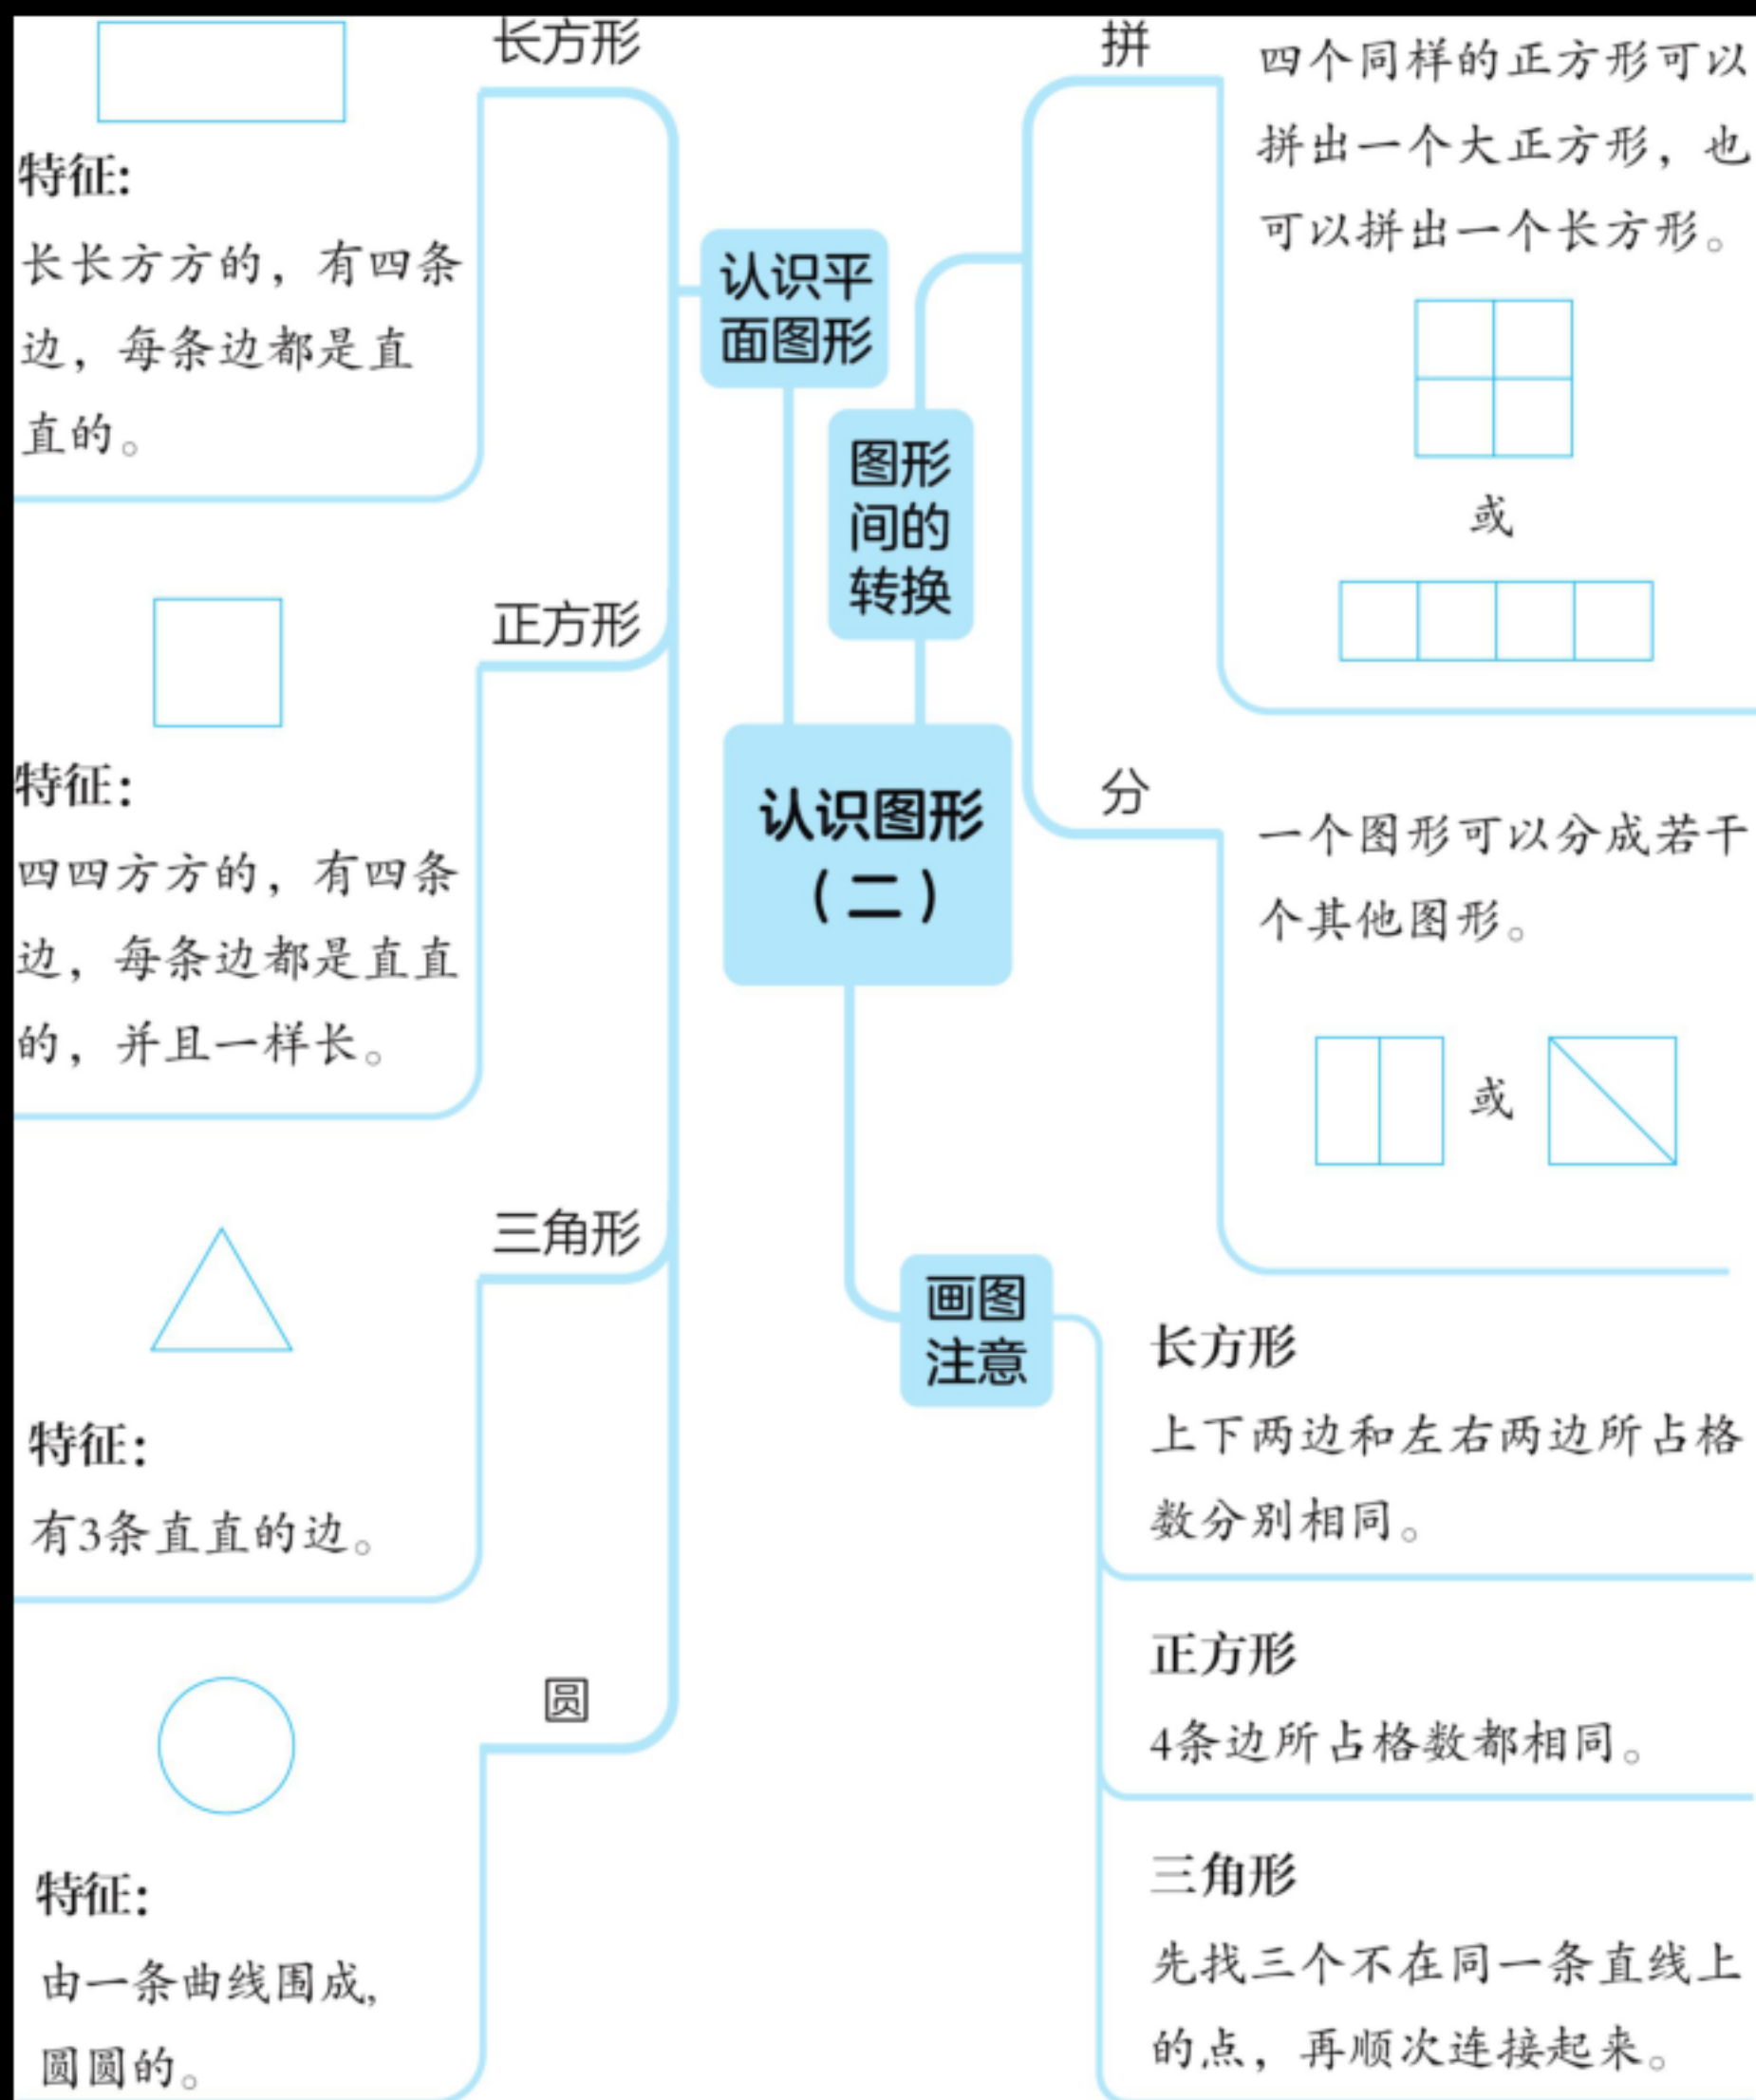 认识图形
（二）
认识平
面图形
长方形
特征:
长长方方的，有四条
边，每条边都是直
直的。
正方形
特征:
四四方方的，有四条
边，每条边都是直直
的，并且一样长。
三角形
特征:
有3条直直的边。
圆
特征:
由一条曲线围成,
圆圆的。
图形
间的
转换
拼
四个同样的正方形可以
拼出一个大正方形，也
可以拼出一个长方形。
或
分
一个图形可以分成若干
个其他图形。
或
画图
注意
长方形
上下两边和左右两边所占格
数分别相同。
正方形
4条边所占格数都相同。
三角形
先找三个不在同一条直线上
的点，再顺次连接起来。